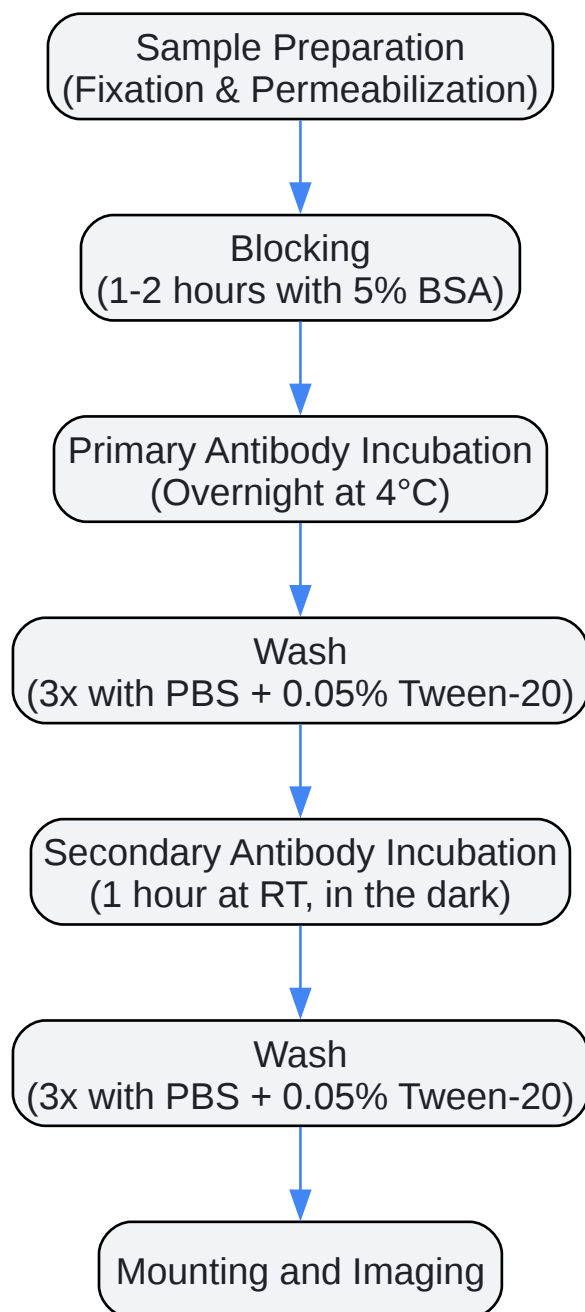 Sample Preparation
(Fixation & Permeabilization)
Blocking
(1-2 hours with 5% BSA)
Primary Antibody Incubation
(Overnight at 4°C)
Wash
(3x with PBS + 0.05% Tween-20)
Secondary Antibody Incubation
(1 hour at RT, in the dark)
Wash
(3x with PBS + 0.05% Tween-20)
Mounting and Imaging